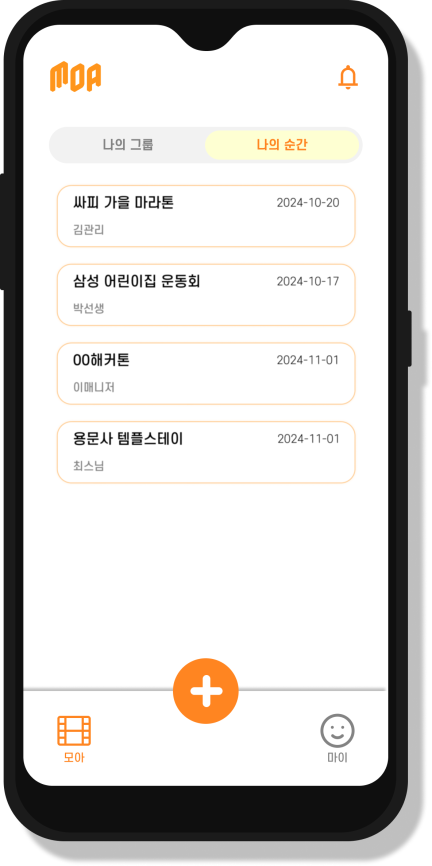 MOA
나의 그룹 나의 순간
싸피 가을 마라톤 2024-10-20
김관리
삼성 어린이집 운동회 2024-10-17
박선생
00해커톤 2024-11-01
이매니저
용문사 템플스테이 2024-11-01
최스님
모아 마이